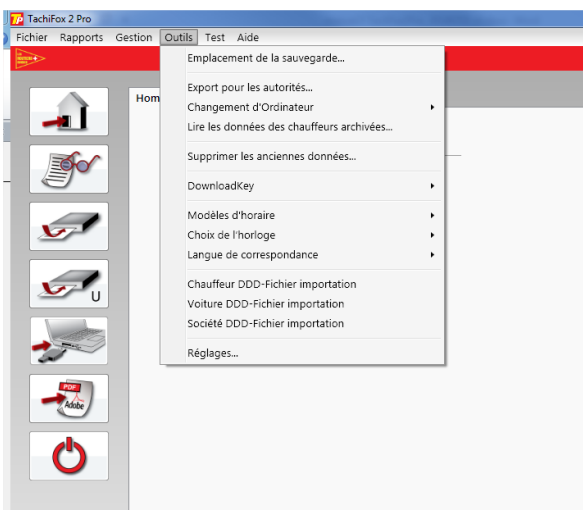 TachiFox 2 Pro
Fichier Rapports Gestion Outils Test Aide
Emplacement de la sauvegarde...
Export pour les autorités...
Hom
Changement d'Ordinateur
Lire les données des chauffeurs archivées...
Supprimer les anciennes données...
DownloadKey
Modèles d'horaire
Choix de l'horloge
Langue de correspondance
U
Chauffeur DDD-Fichier importation
Voiture DDD-Fichier importation
Société DDD-Fichier importation
Réglages...
PDF
Adobe